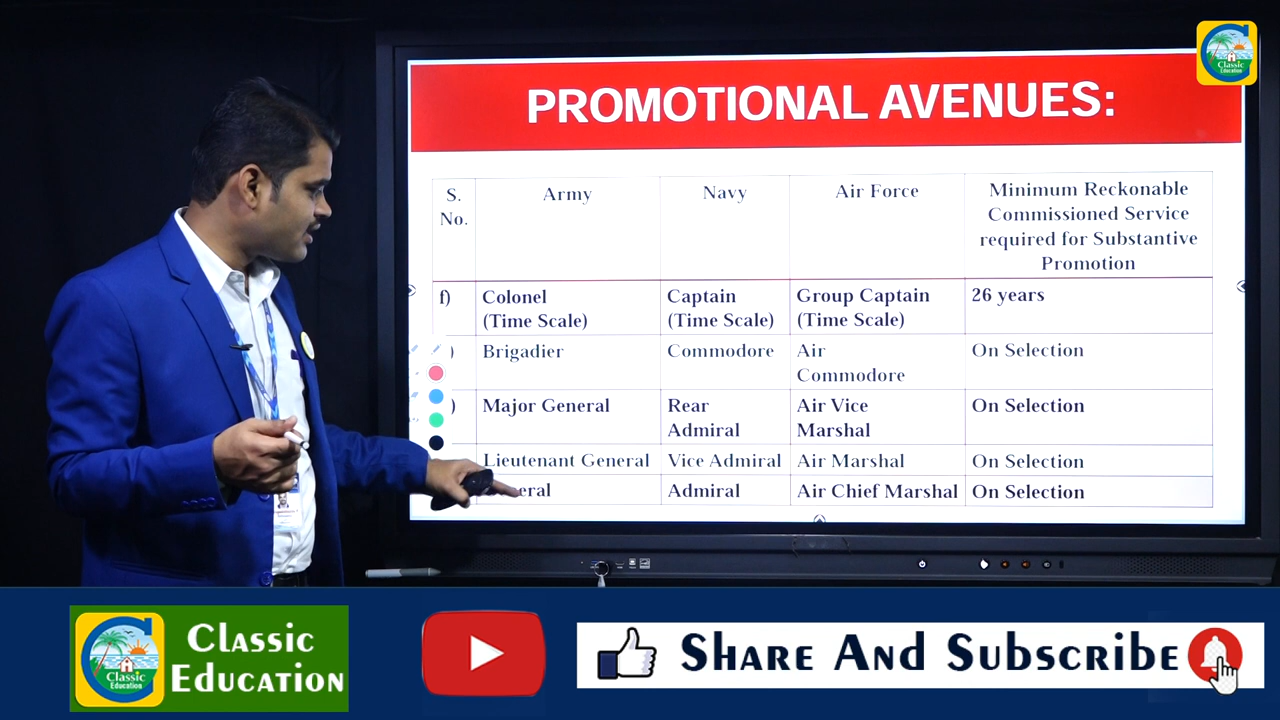 Classic
Education
PROMOTIONAL AVENUES:
S. No. Army Navy Air Force Minimum Reckonable Commissioned Service required for Substantive Promotion
f) Colonel (Time Scale) Captain (Time Scale) Group Captain (Time Scale) 26 years
) Brigadier Commodore Air Commodore On Selection
) Major General Rear Admiral Air Vice Marshal On Selection
Lieutenant General Vice Admiral Air Marshal On Selection
eral Admiral Air Chief Marshal On Selection
Classic
Education
Classic
Education
Share And Subscribe